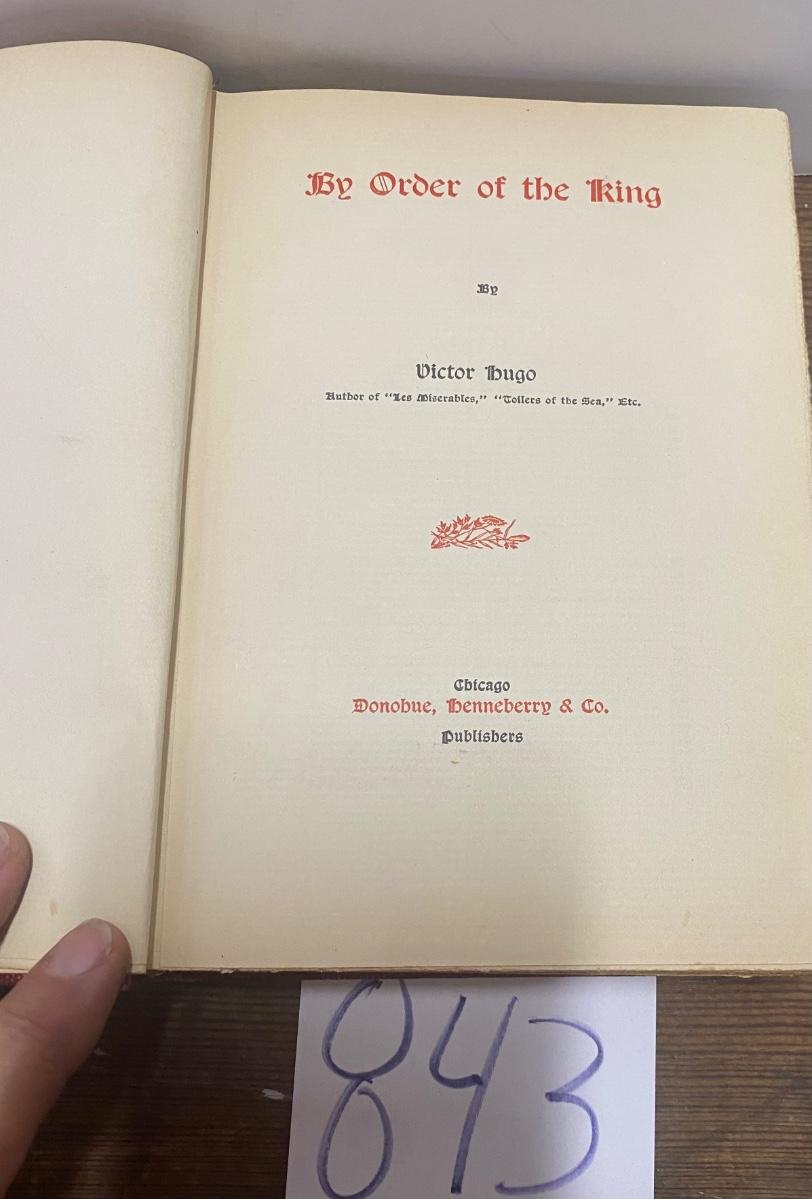 By Order of the King
By
Victor Hugo
Author of "Les Miserables," "Toilers of the Sea," Etc.
Chicago
Donohue, Henneberry & Co.
Publishers
843